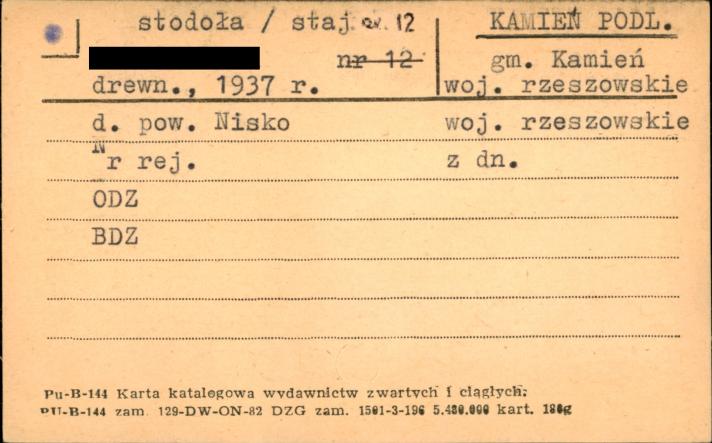 stodoła / staj. nr. 12
KAMIEŃ PODL.
nr 12
gm. Kamień
drewn., 1937 r.
woj. rzeszowskie
d. pow. Nisko
woj. rzeszowskie
Nr rej.
z dn.
ODZ
BDZ
Pu-B-144 Karta katalogowa wydawnictw zwartych i ciągłych.
PU-B-144 zam. 129-DW-ON-82 DZG zam. 1501-3-196 5.480.000 kart. 180g